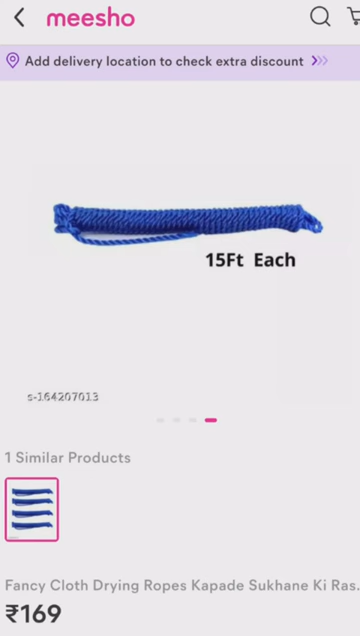 meesho
Add delivery location to check extra discount
15Ft Each
s-164207013
1 Similar Products
Fancy Cloth Drying Ropes Kapade Sukhane Ki Ras.
₹169